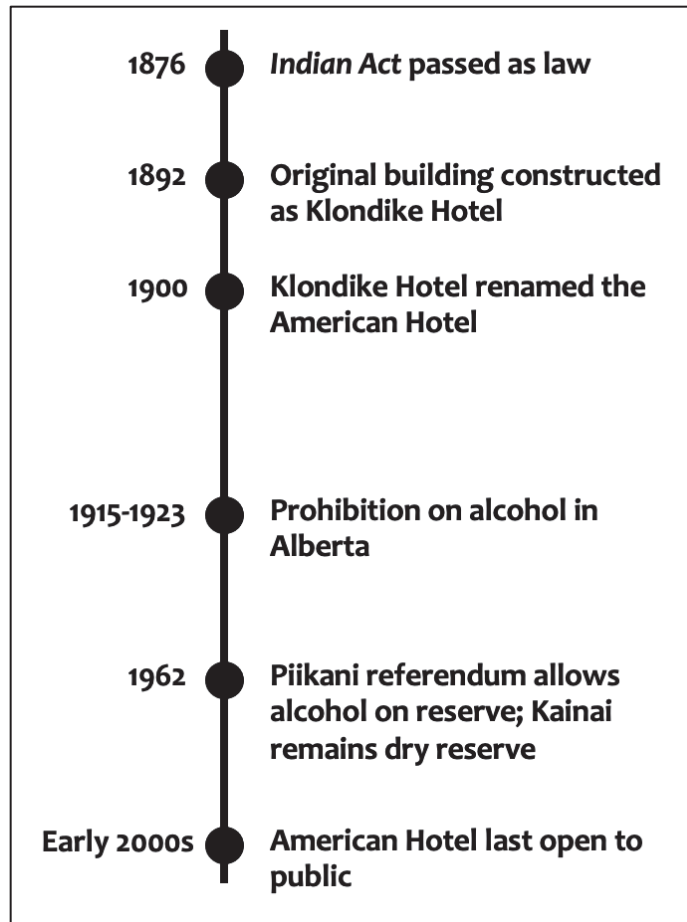 1876 Indian Act passed as law
1892 Original building constructed
as Klondike Hotel
1900 Klondike Hotel renamed the
American Hotel
1915-1923 Prohibition on alcohol in
Alberta
1962 Piikani referendum allows
alcohol on reserve; Kainai
remains dry reserve
Early 2000s American Hotel last open to
public